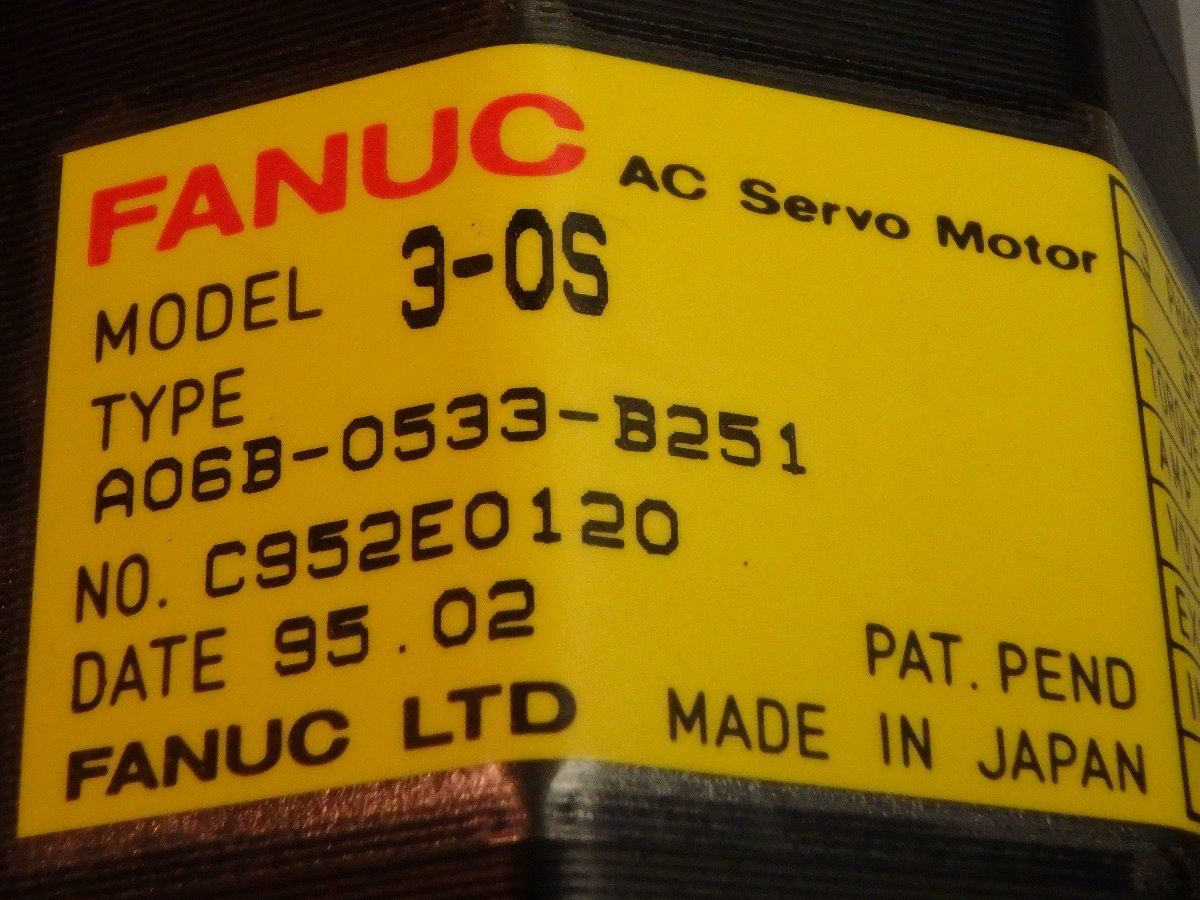 FANUC AC Servo Motor
MODEL 3-0S
TYPE
A06B-0533-B251
NO. C952E0120
DATE 95.02
PAT. PEND
FANUC LTD MADE IN JAPAN
AMP